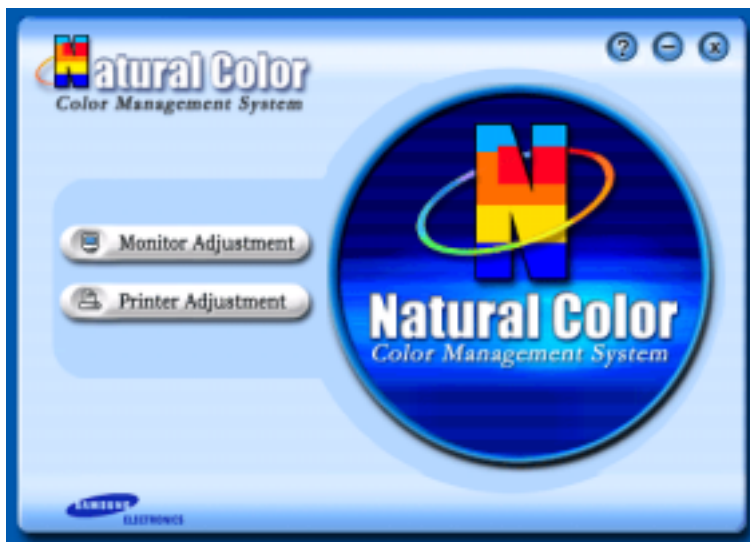 Natural Color
Color Management System
?
Monitor Adjustment
Printer Adjustment
N
Natural Color
Color Management System
SAMSUNG
ELECTRONICS